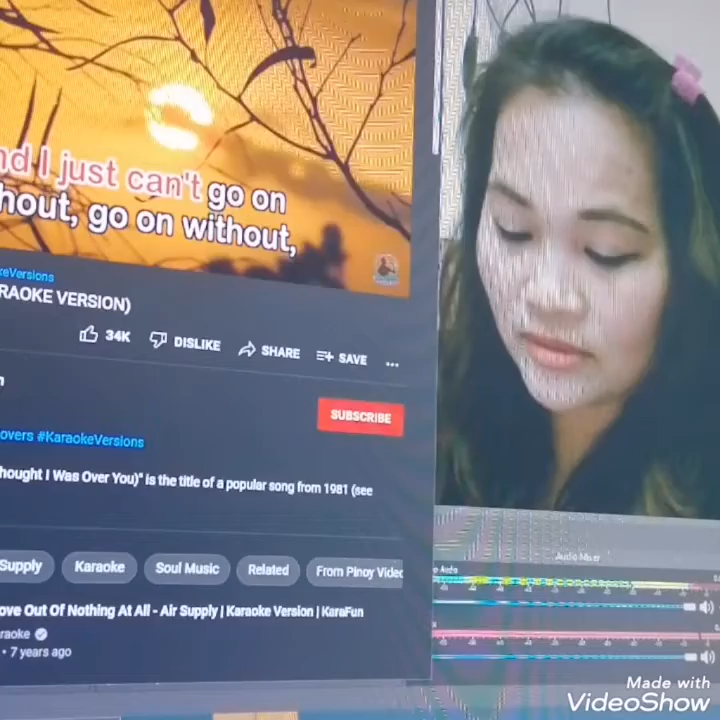 nd I just can't go on
hout, go on without,
keVersions
RAOKE VERSION)
34K DISLIKE SHARE SAVE ...
SUBSCRIBE
overs #KaraokeVersions
hought I Was Over You)" is the title of a popular song from 1981 (see
Supply Karaoke Soul Music Related From Pinoy Videc
ove Out Of Nothing At All - Air Supply | Karaoke Version | KaraFun
raoke
• 7 years ago
Audio Mixer
Made with
VideoShow